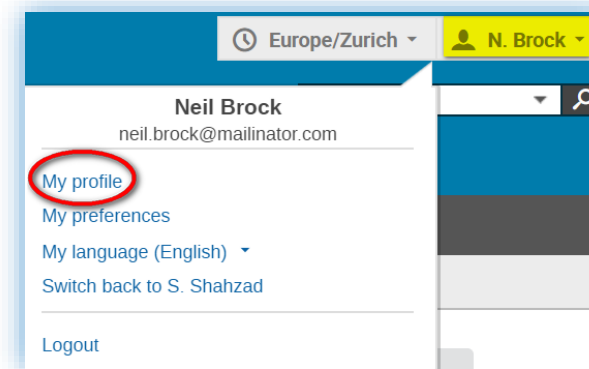 Europe/Zurich N. Brock
Neil Brock
neil.brock@mailinator.com
My profile
My preferences
My language (English)
Switch back to S. Shahzad
Logout